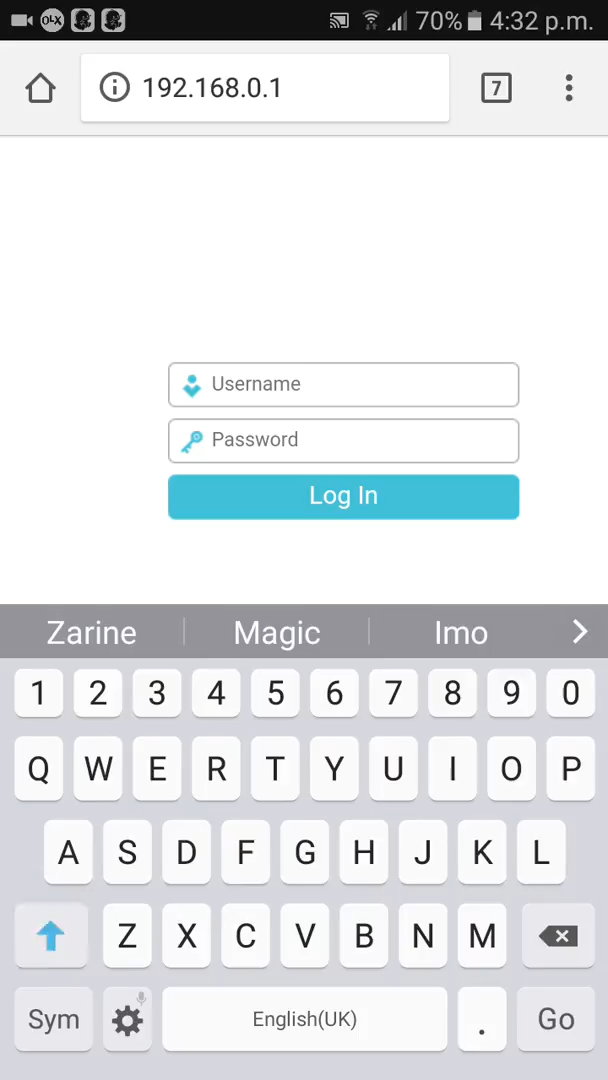 OLX 70% 4:32 p.m.
192.168.0.1 7
Username
Password
Log In
Zarine Magic Imo
1 2 3 4 5 6 7 8 9 0
Q W E R T Y U I O P
A S D F G H J K L
Z X C V B N M
Sym English(UK) . Go